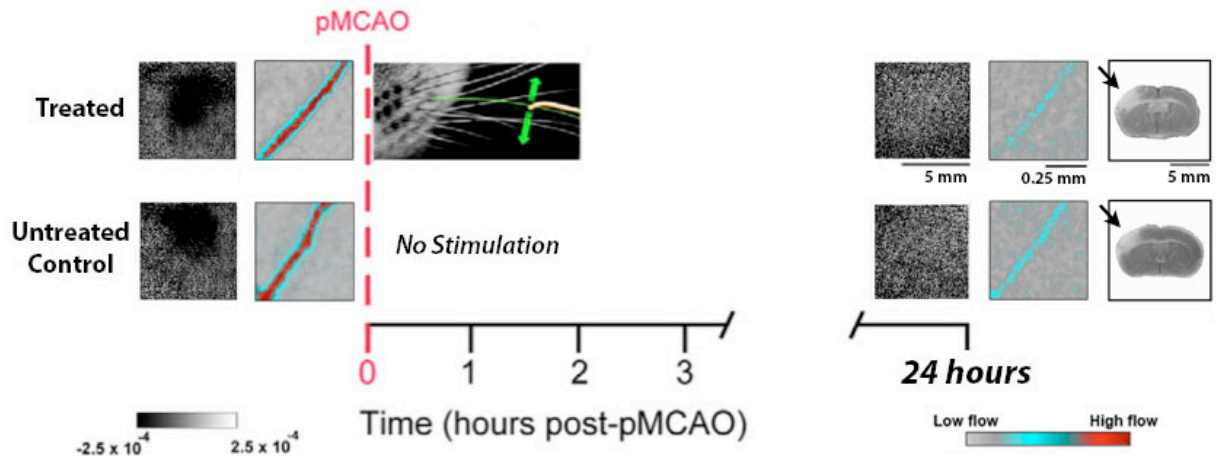 pMCAO
Treated
5 mm
0.25 mm
5 mm
Untreated
Control
No Stimulation
0
1
2
3
24 hours
Time (hours post-pMCAO)
-2.5 x 10⁻⁴
2.5 x 10⁻⁴
Low flow
High flow